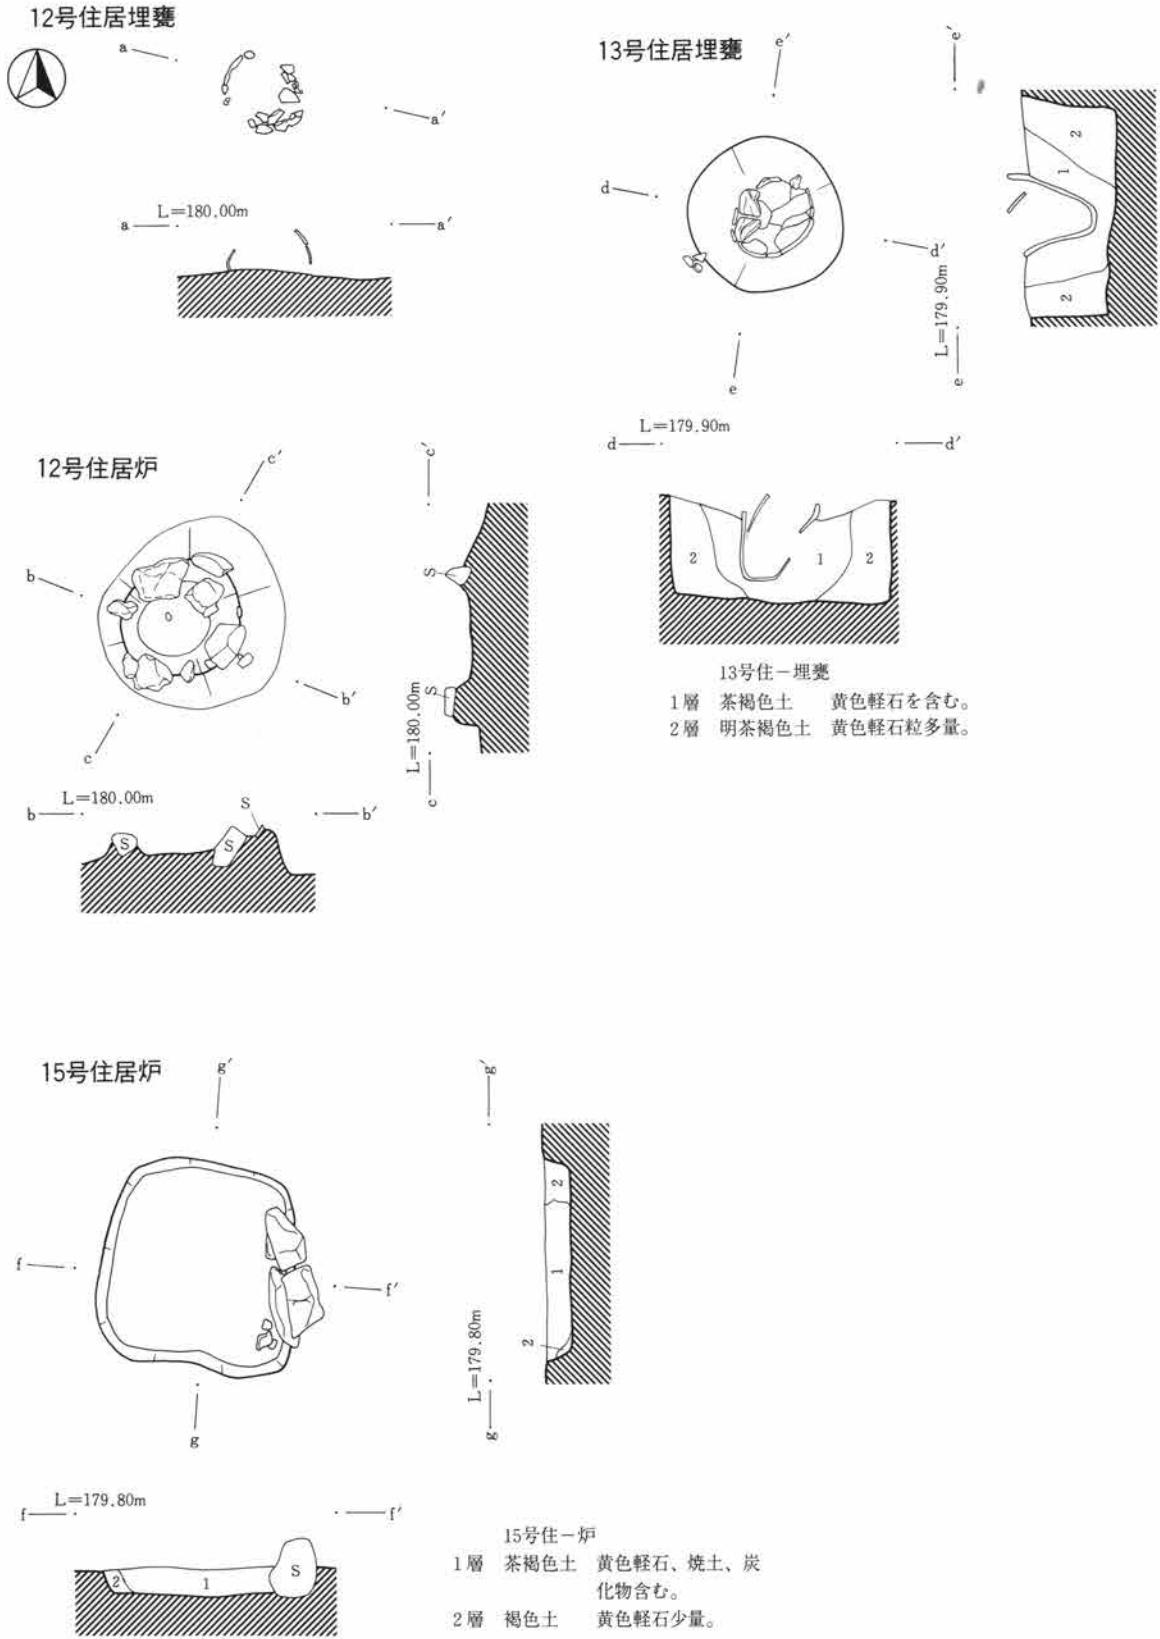 12号住居埋甕
a
a′
L=180.00m
a
a′
13号住居埋甕
e′
d
d′
e
e′
2
1
2
L=179.90m
e
L=179.90m
d
d′
2
1
2
13号住－埋甕
1層 茶褐色土 黄色軽石を含む。
2層 明茶褐色土 黄色軽石粒多量。
12号住居炉
c′
b
b′
c
c′
S
S
L=180.00m
c
L=180.00m
b
b′
S
S
S
15号住居炉
g′
f
f′
g
g′
2
1
2
L=179.80m
g
L=179.80m
f
f′
2
1
S
15号住－炉
1層 茶褐色土 黄色軽石、焼土、炭
化物含む。
2層 褐色土 黄色軽石少量。